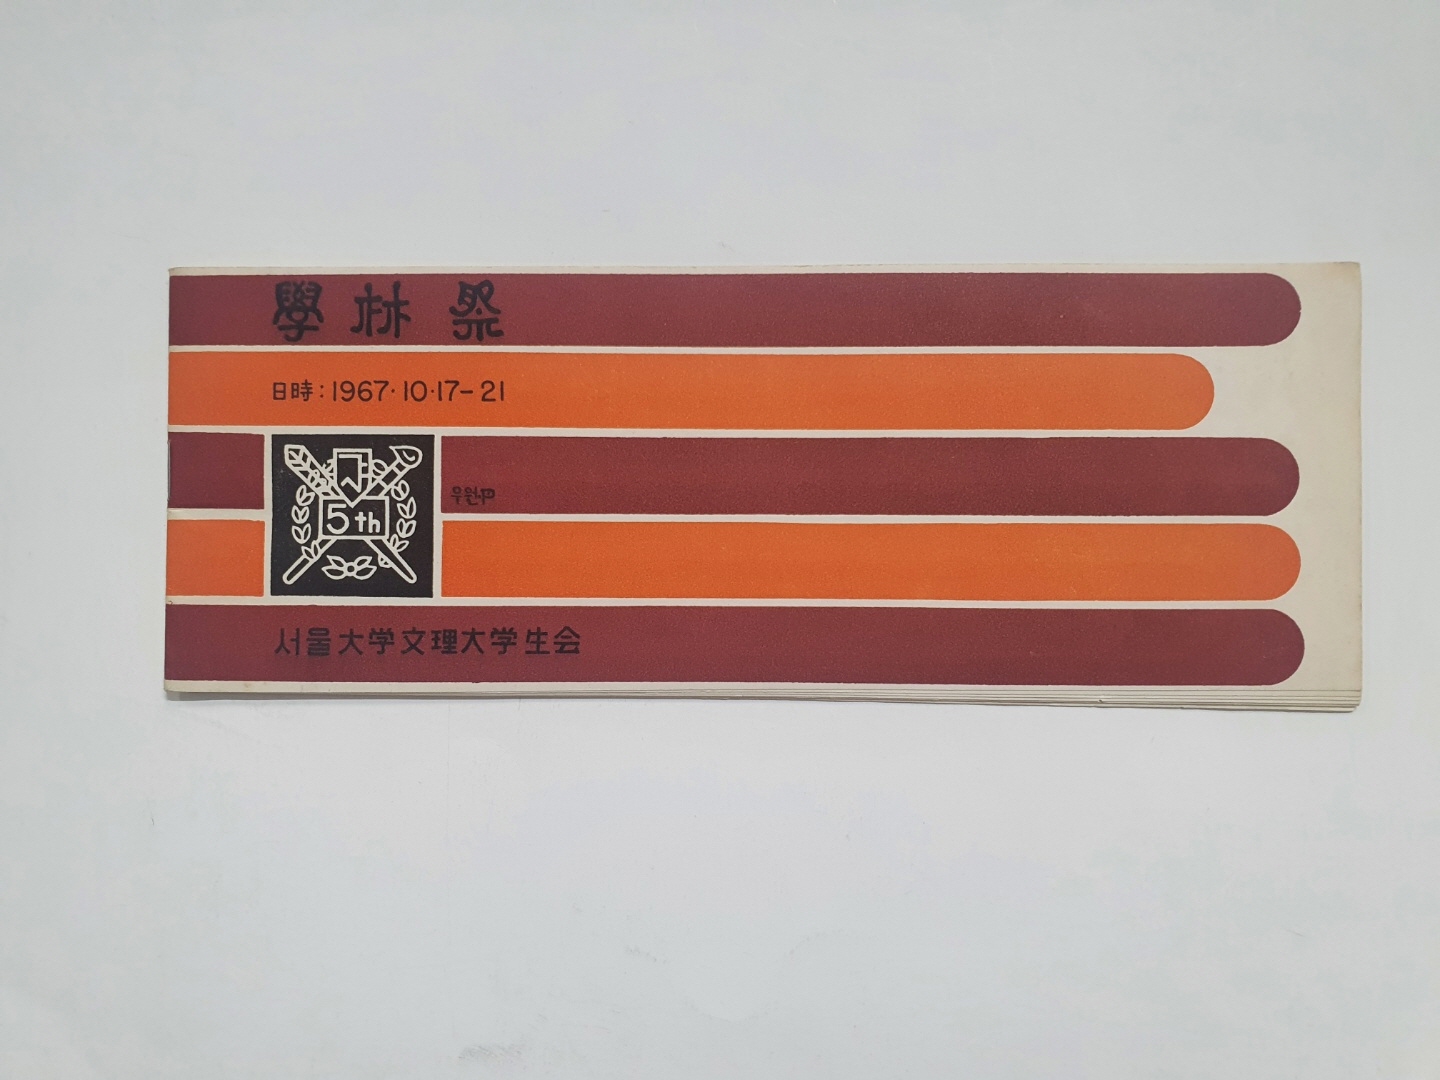 學林祭
日時:1967·10·17-21
5th
서울大学文理大学生会